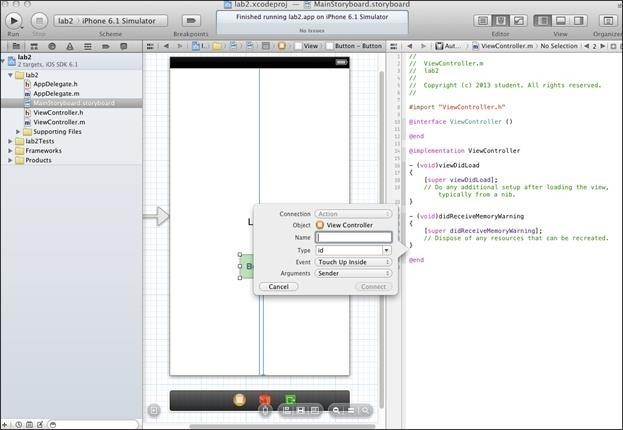 lab2.xcodeproj — MainStoryboard.storyboard
Run
Stop
lab2
iPhone 6.1 Simulator
Scheme
Breakpoints
Finished running lab2.app on iPhone 6.1 Simulator
No Issues
Editor
View
Organizer
View
Button - Button
Aut...
ViewController.m
No Selection
2
lab2
2 targets, iOS SDK 6.1
lab2
AppDelegate.h
AppDelegate.m
MainStoryboard.storyboard
ViewController.h
ViewController.m
Supporting Files
lab2Tests
Frameworks
Products
L
B
Connection Action
Object View Controller
Name
Type id
Event Touch Up Inside
Arguments Sender
Cancel
Connect
//
// ViewController.m
// lab2
//
// Copyright (c) 2013 student. All rights reserved.
//
#import "ViewController.h"
@interface ViewController ()
@end
@implementation ViewController
- (void)viewDidLoad
{
[super viewDidLoad];
// Do any additional setup after loading the view,
typically from a nib.
}
- (void)didReceiveMemoryWarning
{
[super didReceiveMemoryWarning];
// Dispose of any resources that can be recreated.
}
@end